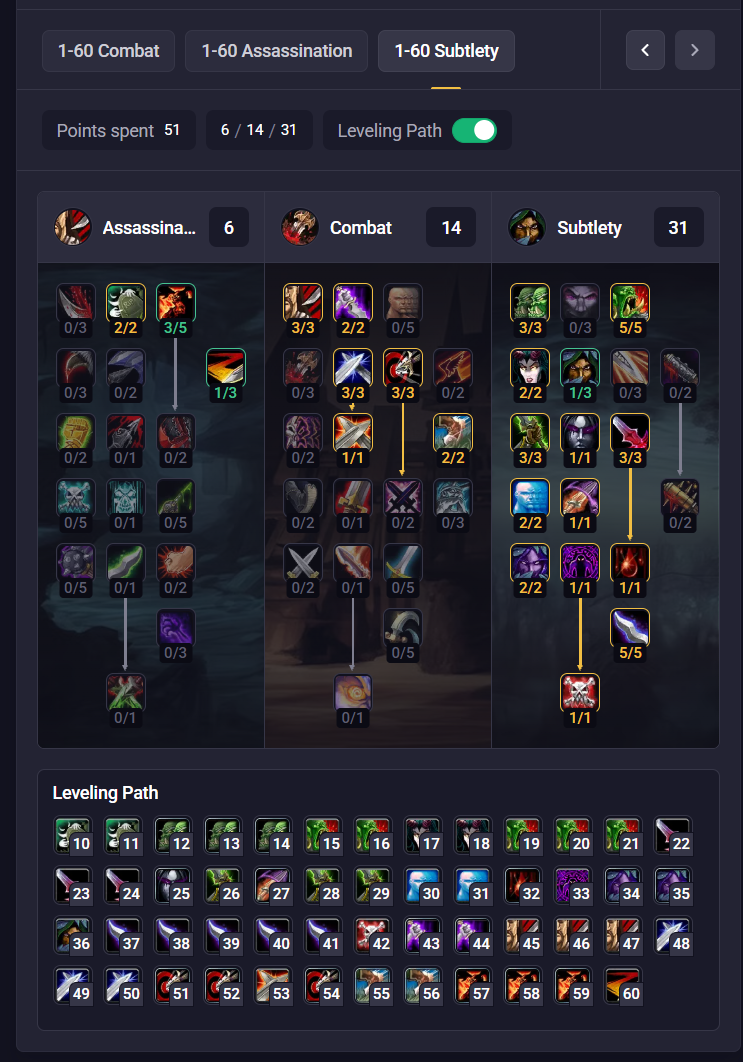 1-60 Combat 1-60 Assassination 1-60 Subtlety
Points spent 51 6 / 14 / 31 Leveling Path
Assassina... 6 Combat 14 Subtlety 31
0/3 2/2 3/5 3/3 2/2 0/5 3/3 0/3 5/5
0/3 0/2 1/3 0/3 3/3 3/3 0/2 2/2 1/3 0/3 0/2
0/2 0/1 0/2 0/2 1/1 2/2 3/3 1/1 3/3
0/5 0/1 0/5 0/2 0/1 0/2 0/3 2/2 1/1 0/2
0/5 0/1 0/2 0/2 0/1 0/5 2/2 1/1 1/1
0/3 0/5 5/5
0/1 0/1 1/1
Leveling Path
10 11 12 13 14 15 16 17 18 19 20 21 22
23 24 25 26 27 28 29 30 31 32 33 34 35
36 37 38 39 40 41 42 43 44 45 46 47 48
49 50 51 52 53 54 55 56 57 58 59 60